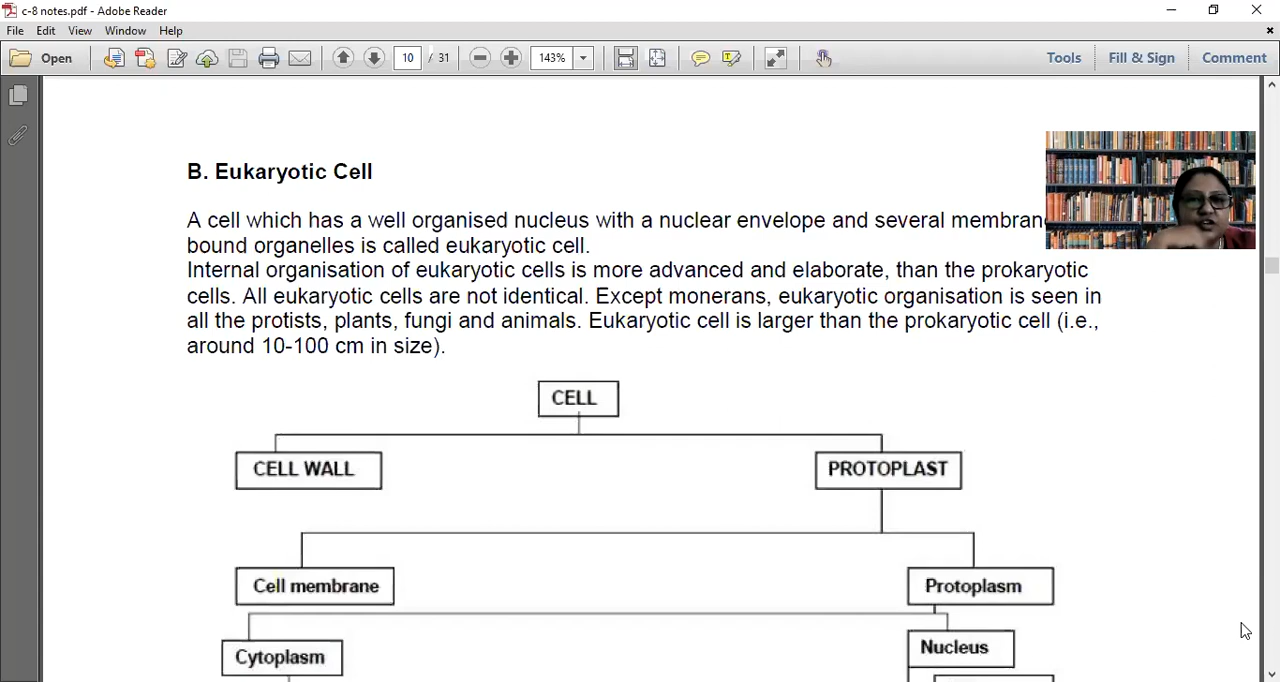 c-8 notes.pdf - Adobe Reader
File Edit View Window Help
Open 10 / 31 143% Tools Fill & Sign Comment
B. Eukaryotic Cell
A cell which has a well organised nucleus with a nuclear envelope and several
bound organelles is called eukaryotic cell.
Internal organisation of eukaryotic cells is more advanced and elaborate, than the prokaryotic
cells. All eukaryotic cells are not identical. Except monerans, eukaryotic organisation is seen in
all the protists, plants, fungi and animals. Eukaryotic cell is larger than the prokaryotic cell (i.e.,
around 10-100 cm in size).
CELL
CELL WALL PROTOPLAST
Cell membrane Protoplasm
Nucleus
Cytoplasm